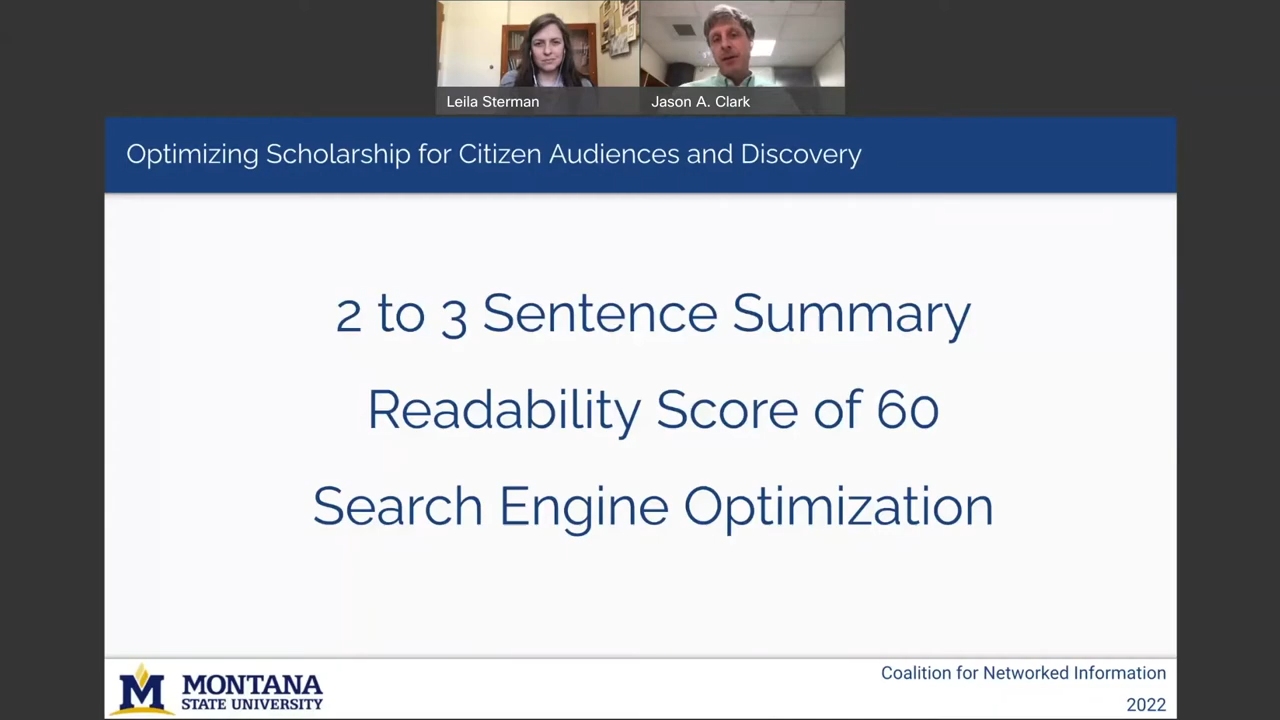 Leila Sterman
Jason A. Clark
Optimizing Scholarship for Citizen Audiences and Discovery
2 to 3 Sentence Summary
Readability Score of 60
Search Engine Optimization
M MONTANA
STATE UNIVERSITY
Coalition for Networked Information
2022